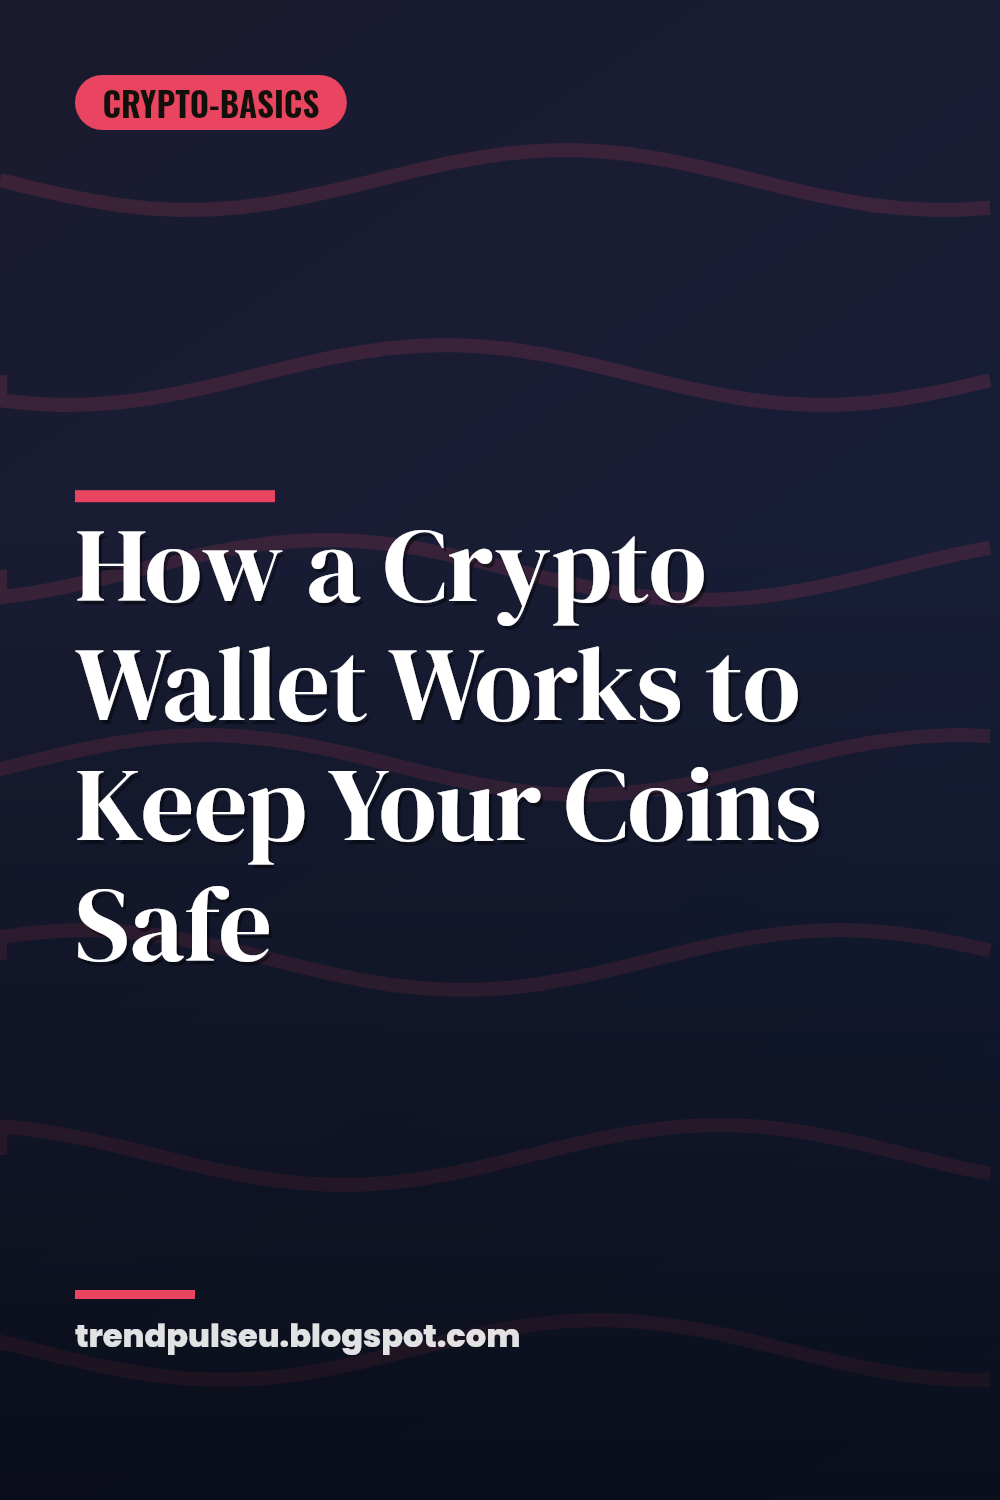 CRYPTO-BASICS
How a Crypto
Wallet Works to
Keep Your Coins
Safe
trendpulseu.blogspot.com